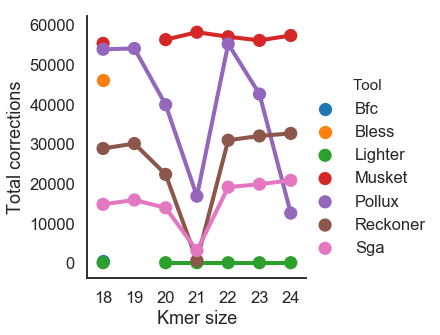 60000
50000
40000
30000
20000
10000
0
Total corrections
18 19 20 21 22 23 24
Kmer size
Tool
Bfc
Bless
Lighter
Musket
Pollux
Reckoner
Sga